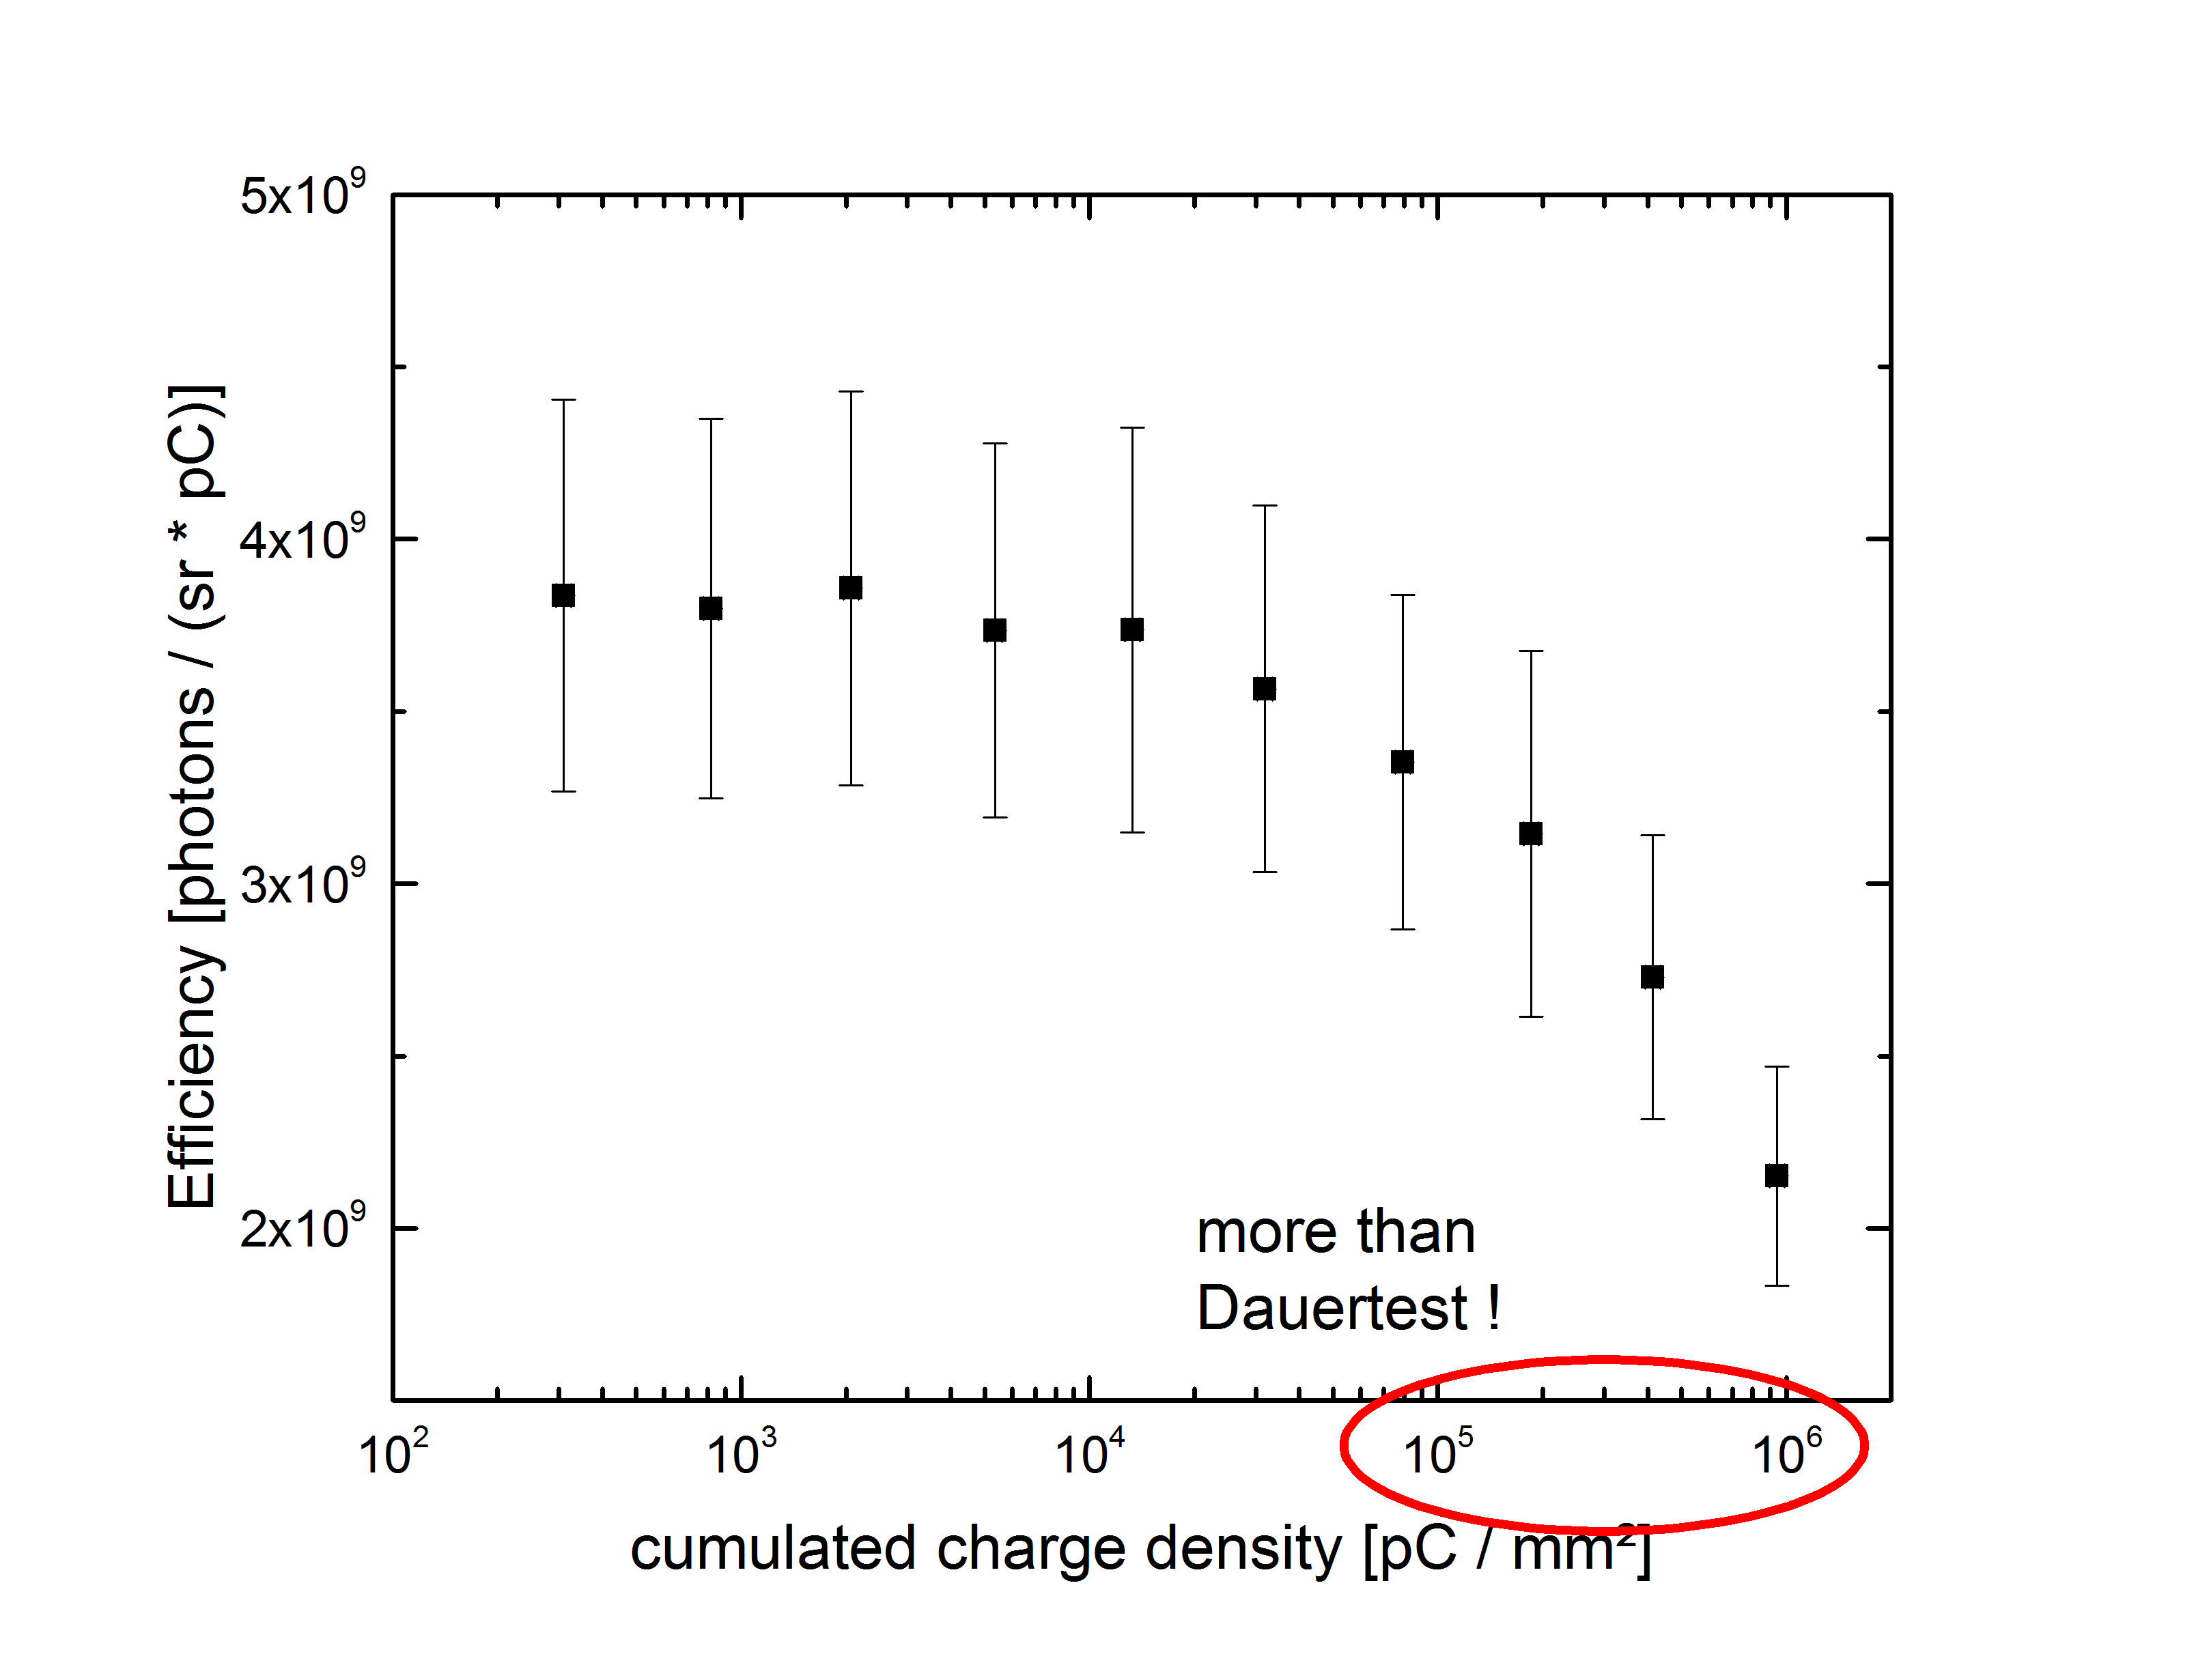 5x10⁹
4x10⁹
3x10⁹
2x10⁹
Efficiency [photons / (sr * pC)]
more than
Dauertest !
10² 10³ 10⁴ 10⁵ 10⁶
cumulated charge density [pC / mm²]